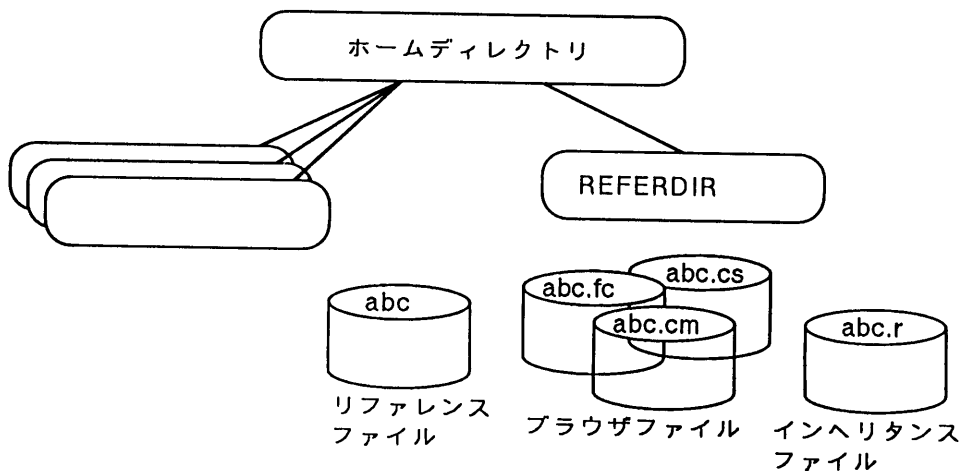 ホームディレクトリ
REFERDIR
abc
abc.fc
abc.cs
abc.cm
abc.r
リファレンス
ファイル
ブラウザファイル
インヘリタンス
ファイル